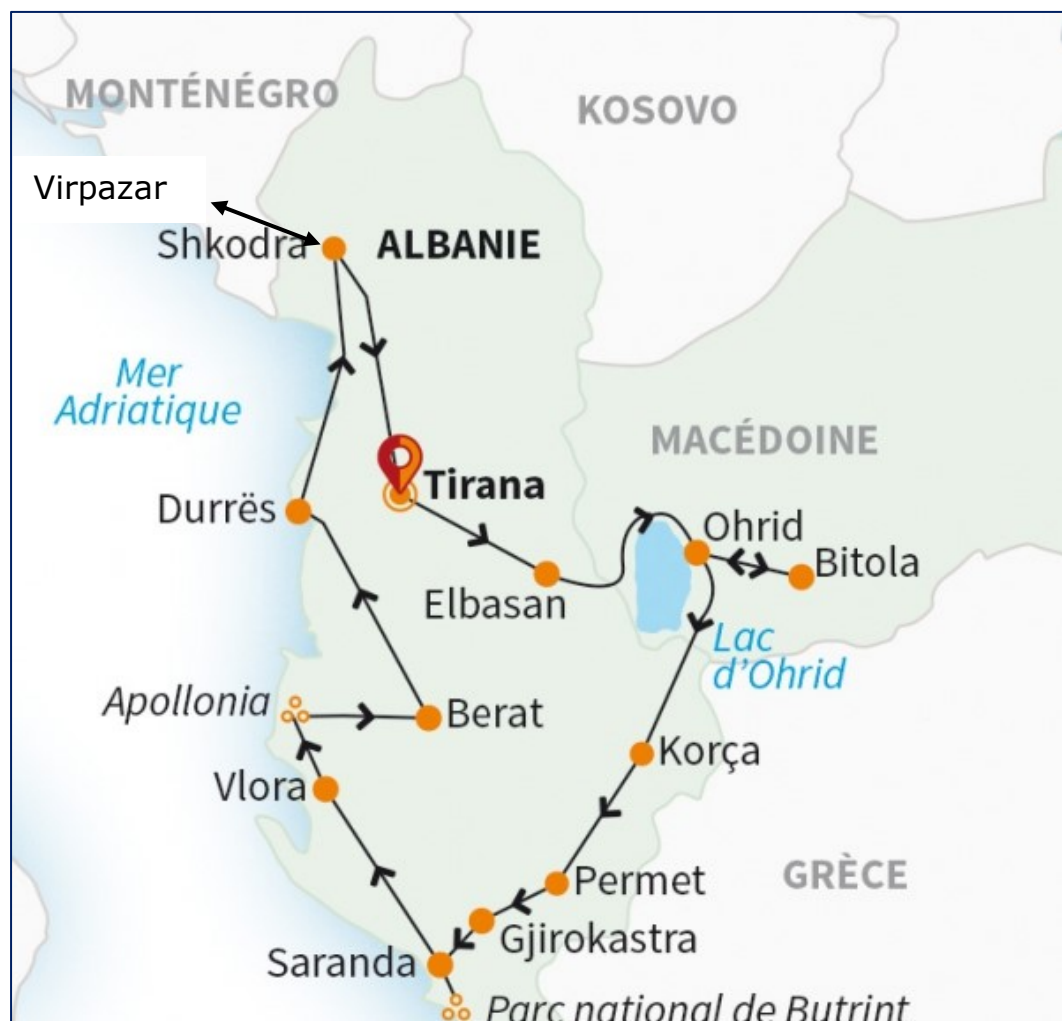 MONTÉNÉGRO
KOSOVO
Virpazar
Shkodra
ALBANIE
Mer
Adriatique
MACÉDOINE
Tirana
Durrës
Ohrid
Bitola
Elbasan
Lac
d'Ohrid
Apollonia
Berat
Korça
Vlora
GRÈCE
Permet
Gjirokastra
Saranda
Parc national de Butrint